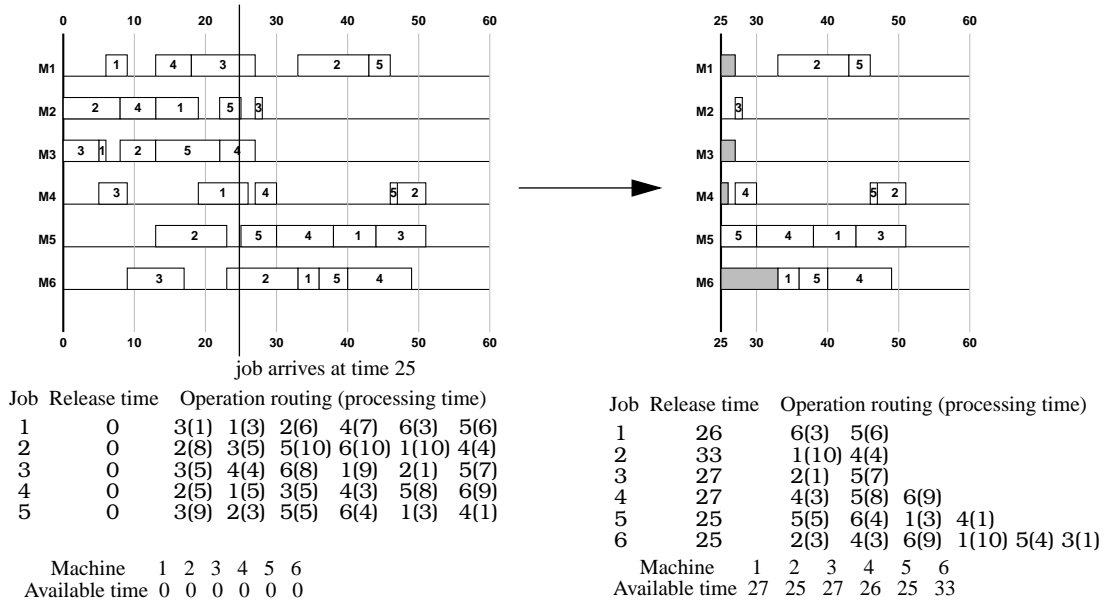 0 10 20 30 40 50 60
M1 1 4 3 2 5
M2 2 4 1 5 3
M3 3 1 2 5 4
M4 3 1 4 5 2
M5 2 5 4 1 3
M6 3 2 1 5 4
0 10 20 30 40 50 60
job arrives at time 25
Job Release time Operation routing (processing time)
1 0 3(1) 1(3) 2(6) 4(7) 6(3) 5(6)
2 0 2(8) 3(5) 5(10) 6(10) 1(10) 4(4)
3 0 3(5) 4(4) 6(8) 1(9) 2(1) 5(7)
4 0 2(5) 1(5) 3(5) 4(3) 5(8) 6(9)
5 0 3(9) 2(3) 5(5) 6(4) 1(3) 4(1)
Machine 1 2 3 4 5 6
Available time 0 0 0 0 0 0
25 30 40 50 60
M1 2 5
M2 3
M3
M4 4 5 2
M5 5 4 1 3
M6 1 5 4
25 30 40 50 60
Job Release time Operation routing (processing time)
1 26 6(3) 5(6)
2 33 1(10) 4(4)
3 27 2(1) 5(7)
4 27 4(3) 5(8) 6(9)
5 25 5(5) 6(4) 1(3) 4(1)
6 25 2(3) 4(3) 6(9) 1(10) 5(4) 3(1)
Machine 1 2 3 4 5 6
Available time 27 25 27 26 25 33